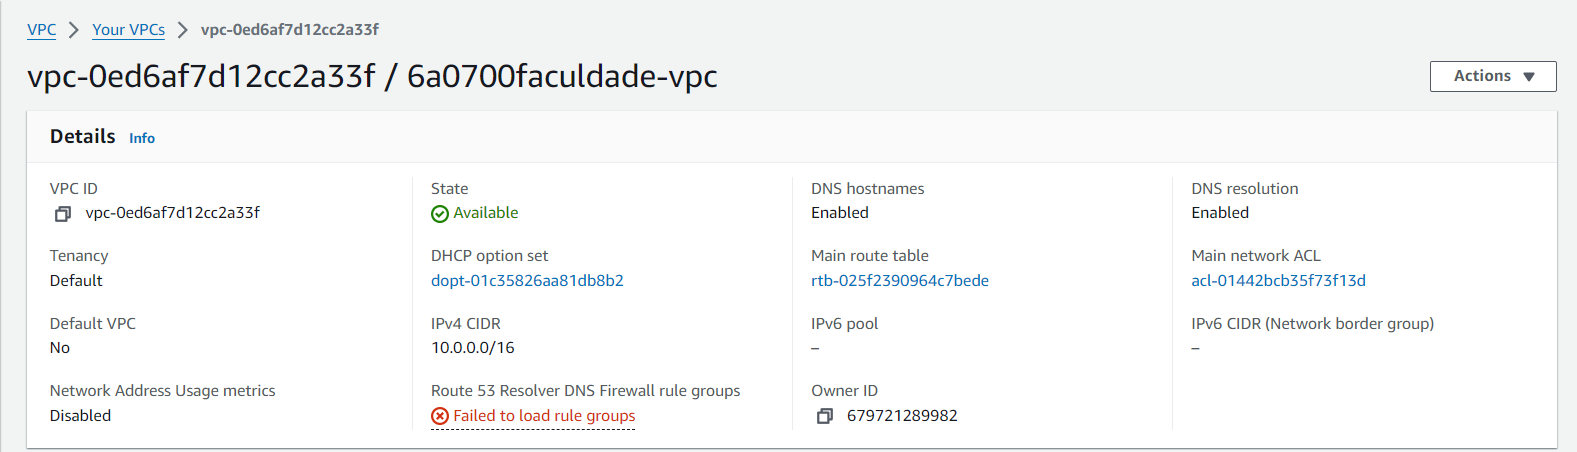 VPC > Your VPCs > vpc-0ed6af7d12cc2a33f
vpc-0ed6af7d12cc2a33f / 6a0700faculdade-vpc
Actions ▼
Details Info
VPC ID
vpc-0ed6af7d12cc2a33f
State
Available
DNS hostnames
Enabled
DNS resolution
Enabled
Tenancy
Default
DHCP option set
dopt-01c35826aa81db8b2
Main route table
rtb-025f2390964c7bede
Main network ACL
acl-01442bcb35f73f13d
Default VPC
No
IPv4 CIDR
10.0.0.0/16
IPv6 pool
–
IPv6 CIDR (Network border group)
–
Network Address Usage metrics
Disabled
Route 53 Resolver DNS Firewall rule groups
Failed to load rule groups
Owner ID
679721289982